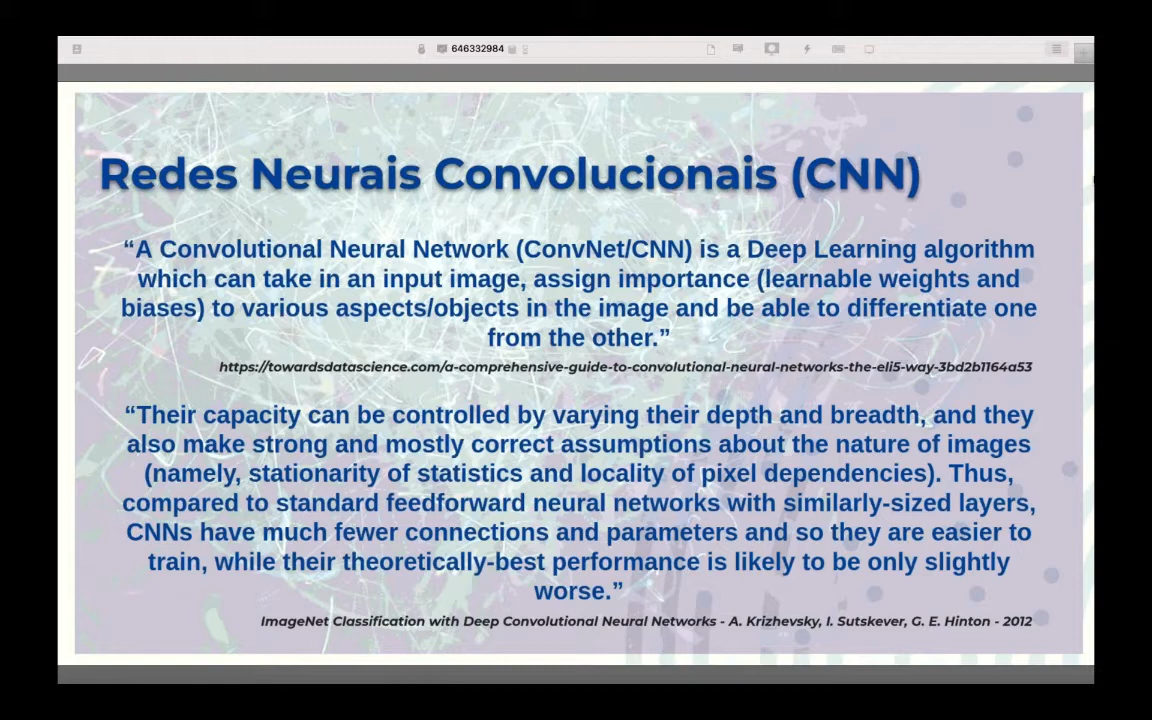 646332984
Redes Neurais Convolucionais (CNN)
“A Convolutional Neural Network (ConvNet/CNN) is a Deep Learning algorithm
which can take in an input image, assign importance (learnable weights and
biases) to various aspects/objects in the image and be able to differentiate one
from the other.”
https://towardsdatascience.com/a-comprehensive-guide-to-convolutional-neural-networks-the-eli5-way-3bd2b1164a53
“Their capacity can be controlled by varying their depth and breadth, and they
also make strong and mostly correct assumptions about the nature of images
(namely, stationarity of statistics and locality of pixel dependencies). Thus,
compared to standard feedforward neural networks with similarly-sized layers,
CNNs have much fewer connections and parameters and so they are easier to
train, while their theoretically-best performance is likely to be only slightly
worse.”
ImageNet Classification with Deep Convolutional Neural Networks - A. Krizhevsky, I. Sutskever, G. E. Hinton - 2012